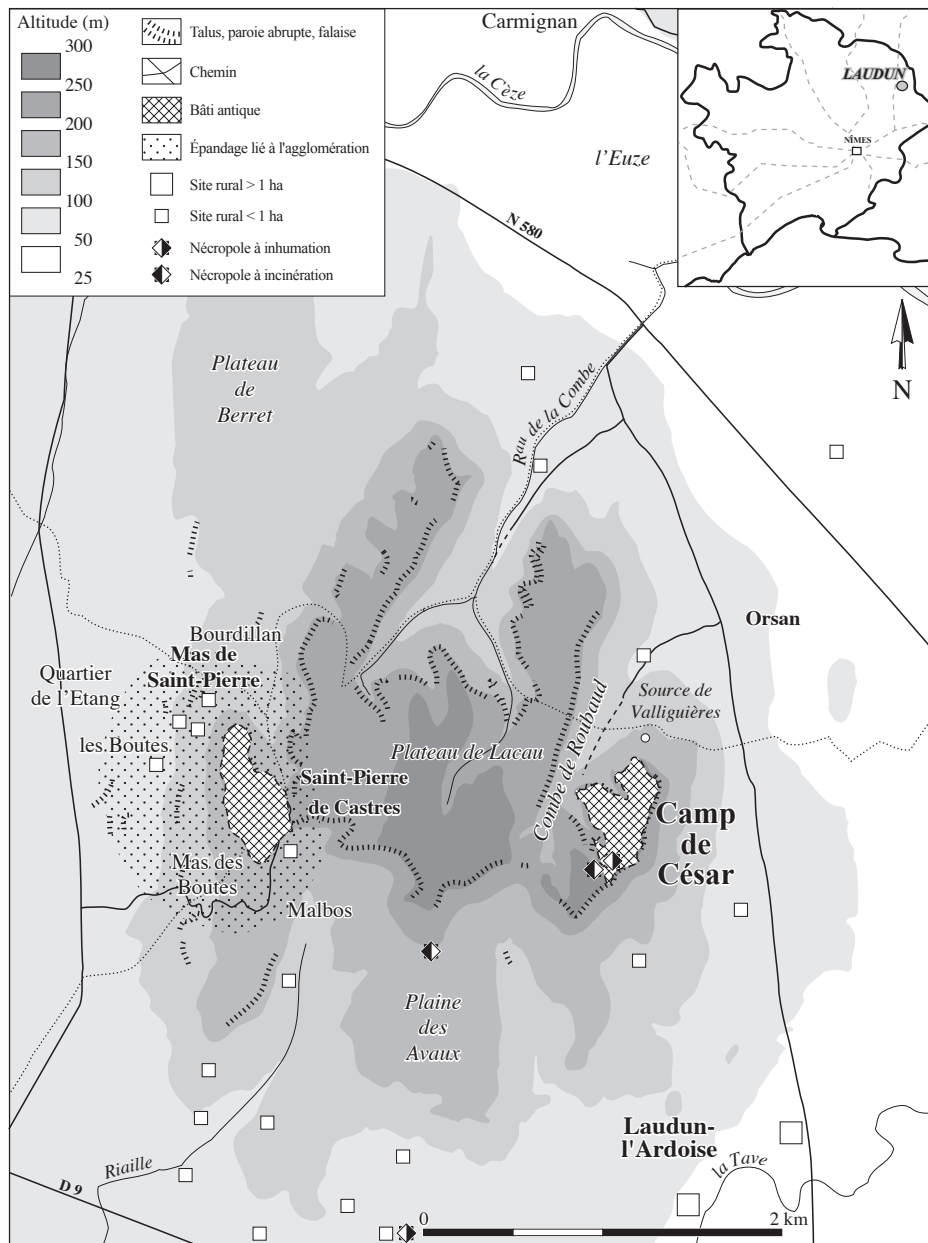 Altitude (m)
300
250
200
150
100
50
25
Talus, paroie abrupte, falaise
Chemin
Bâti antique
Épandage lié à l'agglomération
Site rural > 1 ha
Site rural < 1 ha
Nécropole à inhumation
Nécropole à incinération
Carmignan
la Cèze
l'Euze
LAUDUN
NÎMES
N 580
N
Plateau
de
Berret
Rau de la Combe
Orsan
Bourdillan
Mas de
Saint-Pierre
Quartier
de l'Etang
les Boutes
Source de
Valliguières
Plateau de Lacau
Combe de Roubaud
Saint-Pierre
de Castres
Camp
de
César
Mas des
Boutes
Malbos
Plaine
des
Avaux
Laudun-
l'Ardoise
la Tave
Riaille
D 9
0
2 km